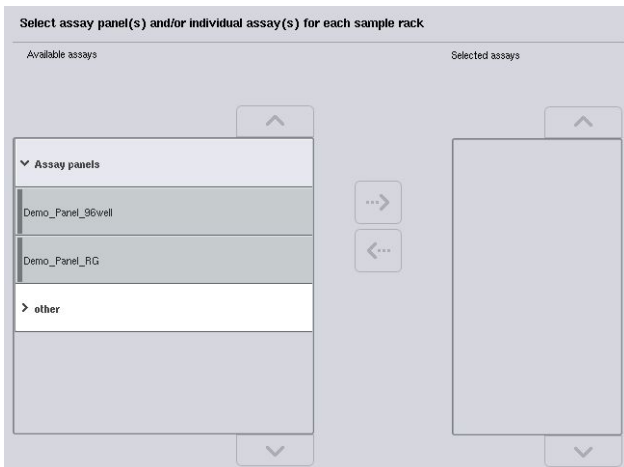 Select assay panel(s) and/or individual assay(s) for each sample rack
Available assays
Selected assays
Assay panels
Demo_Panel_96well
Demo_Panel_RG
other